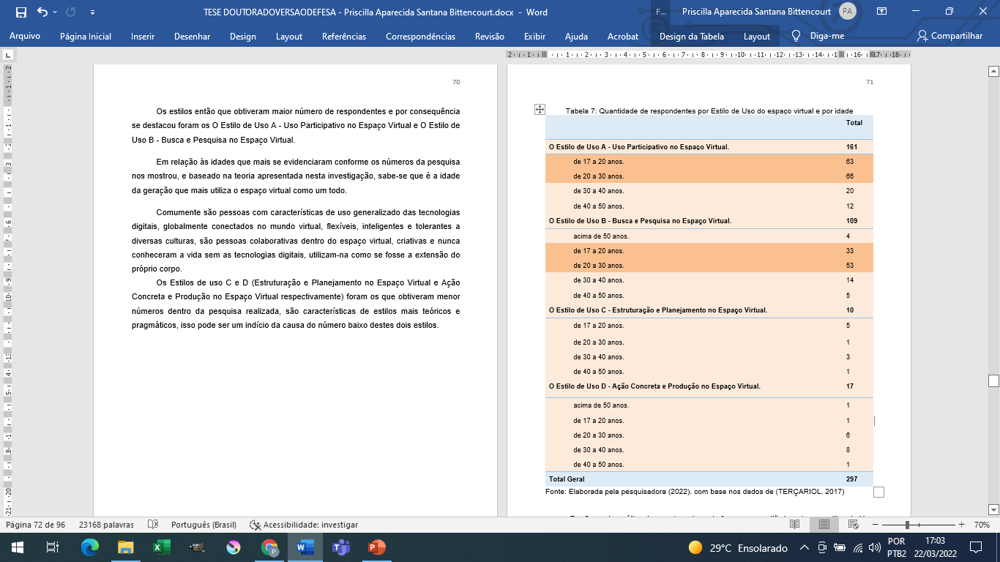 TESE DOUTORADOVERSAODEFESA - Priscilla Aparecida Santana Bittencourt.docx - Word
F...
Priscilla Aparecida Santana Bittencourt
PA
Arquivo Página Inicial Inserir Desenhar Design Layout Referências Correspondências Revisão Exibir Ajuda Acrobat Design da Tabela Layout Diga-me Compartilhar
70
Os estilos então que obtiveram maior número de respondentes e por consequência
se destacou foram os O Estilo de Uso A - Uso Participativo no Espaço Virtual e O Estilo de
Uso B - Busca e Pesquisa no Espaço Virtual.
Em relação às idades que mais se evidenciaram conforme os números da pesquisa
nos mostrou, e baseado na teoria apresentada nesta investigação, sabe-se que é a idade
da geração que mais utiliza o espaço virtual como um todo.
Comumente são pessoas com características de uso generalizado das tecnologias
digitais, globalmente conectados no mundo virtual, flexíveis, inteligentes e tolerantes a
diversas culturas, são pessoas colaborativas dentro do espaço virtual, criativas e nunca
conheceram a vida sem as tecnologias digitais, utilizam-na como se fosse a extensão do
próprio corpo.
Os Estilos de uso C e D (Estruturação e Planejamento no Espaço Virtual e Ação
Concreta e Produção no Espaço Virtual respectivamente) foram os que obtiveram menor
números dentro da pesquisa realizada, são características de estilos mais teóricos e
pragmáticos, isso pode ser um indício da causa do número baixo destes dois estilos.
71
Tabela 7: Quantidade de respondentes por Estilo de Uso do espaço virtual e por idade
Total
O Estilo de Uso A - Uso Participativo no Espaço Virtual. 161
de 17 a 20 anos. 63
de 20 a 30 anos. 66
de 30 a 40 anos. 20
de 40 a 50 anos. 12
O Estilo de Uso B - Busca e Pesquisa no Espaço Virtual. 109
acima de 50 anos. 4
de 17 a 20 anos. 33
de 20 a 30 anos. 53
de 30 a 40 anos. 14
de 40 a 50 anos. 5
O Estilo de Uso C - Estruturação e Planejamento no Espaço Virtual. 10
de 17 a 20 anos. 5
de 20 a 30 anos. 1
de 30 a 40 anos. 3
de 40 a 50 anos. 1
O Estilo de Uso D - Ação Concreta e Produção no Espaço Virtual. 17
acima de 50 anos. 1
de 17 a 20 anos. 1
de 20 a 30 anos. 6
de 30 a 40 anos. 8
de 40 a 50 anos. 1
Total Geral 297
Fonte: Elaborada pela pesquisadora (2022), com base nos dados de (TERÇARIOL, 2017)
Página 72 de 96 23168 palavras Português (Brasil) Acessibilidade: investigar 70%
29°C Ensolarado
POR
PTB2
17:03
22/03/2022